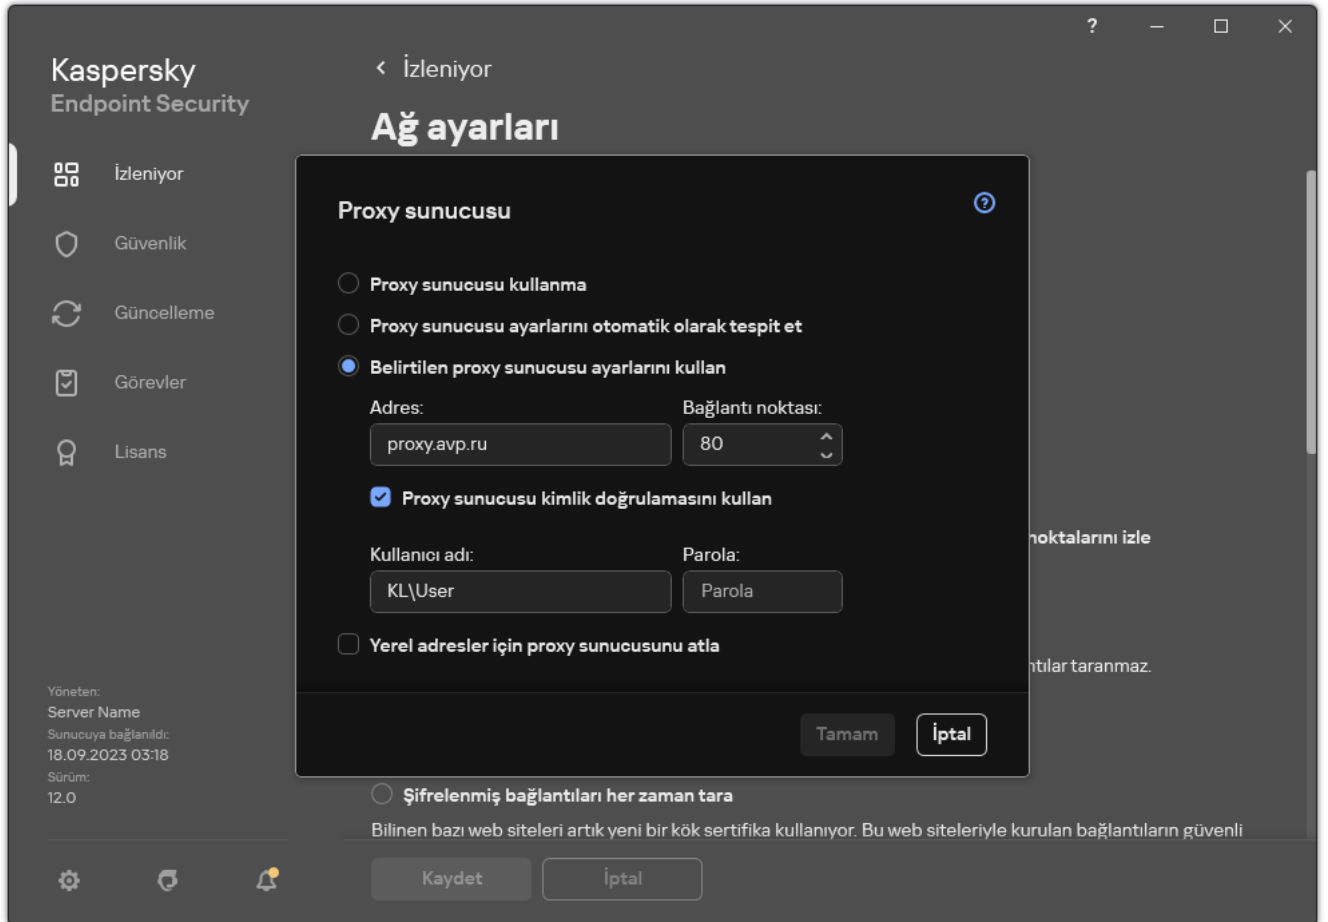 Kaspersky
Endpoint Security
İzleniyor
Güvenlik
Güncelleme
Görevler
Lisans
Yöneten:
Server Name
Sunucuya bağlanıldı:
18.09.2023 03:18
Sürüm:
12.0
?
İzleniyor
Ağ ayarları
Proxy sunucusu
?
Proxy sunucusu kullanma
Proxy sunucusu ayarlarını otomatik olarak tespit et
Belirtilen proxy sunucusu ayarlarını kullan
Adres: Bağlantı noktası:
proxy.avp.ru 80
Proxy sunucusu kimlik doğrulamasını kullan
Kullanıcı adı: Parola:
KL\User Parola
Yerel adresler için proxy sunucusunu atla
Tamam İptal
noktalarını izle
taranmaz.
Şifrelenmiş bağlantıları her zaman tara
Bilinen bazı web siteleri artık yeni bir kök sertifika kullanıyor. Bu web siteleriyle kurulan bağlantıların güvenli
Kaydet İptal